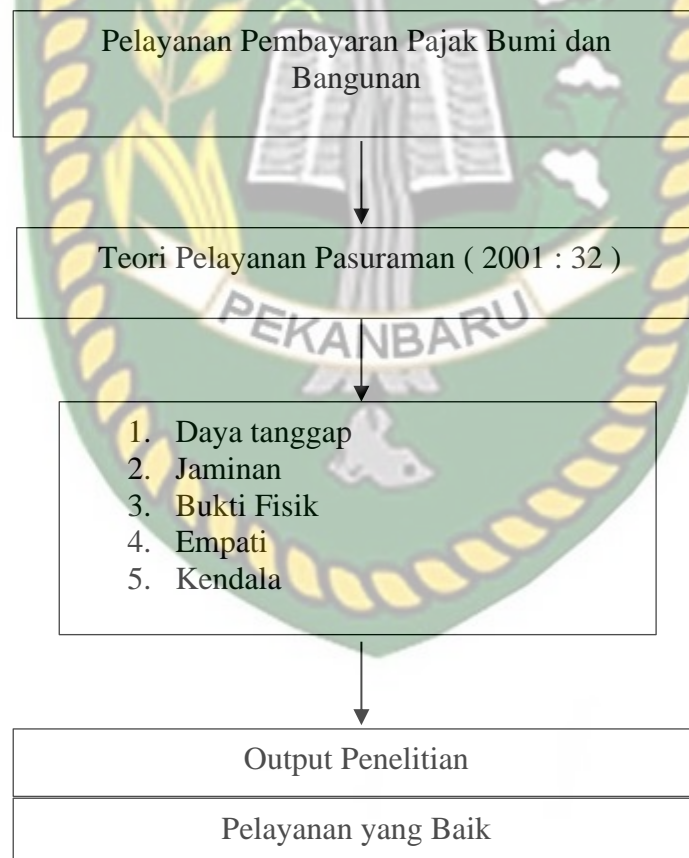 Pelayanan Pembayaran Pajak Bumi dan
Bangunan
Teori Pelayanan Pasuraman ( 2001 : 32 )
PEKANBARU
1. Daya tanggap
2. Jaminan
3. Bukti Fisik
4. Empati
5. Kendala
Output Penelitian
Pelayanan yang Baik